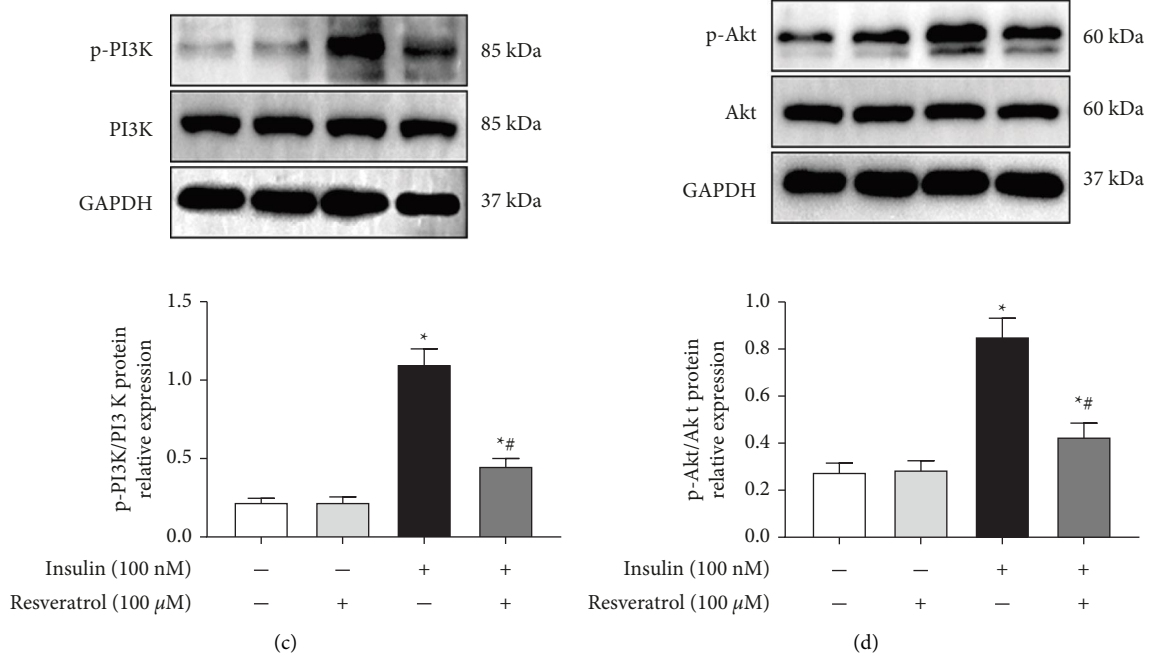 p-PI3K
85 kDa
PI3K
85 kDa
GAPDH
37 kDa
p-PI3K/PI3 K protein
relative expression
1.5
1.0
0.5
0.0
*
*#
Insulin (100 nM) – – + +
Resveratrol (100 μM) – + – +
(c)
p-Akt
60 kDa
Akt
60 kDa
GAPDH
37 kDa
p-Akt/Ak t protein
relative expression
1.0
0.8
0.6
0.4
0.2
0.0
*
*#
Insulin (100 nM) – – + +
Resveratrol (100 μM) – + – +
(d)